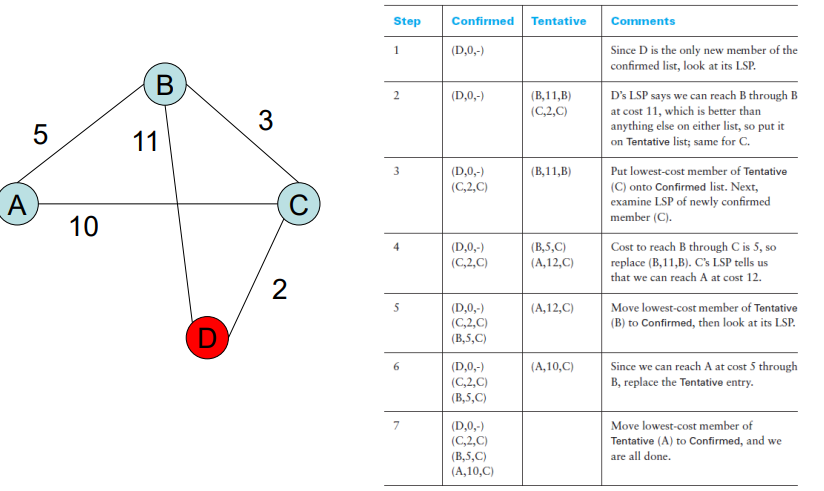 B
5
11
3
A
C
10
2
D
Step Confirmed Tentative Comments
1 (D,0,-) Since D is the only new member of the
confirmed list, look at its LSP.
2 (D,0,-) (B,11,B) D's LSP says we can reach B through B
(C,2,C) at cost 11, which is better than
anything else on either list, so put it
on Tentative list; same for C.
3 (D,0,-) (B,11,B) Put lowest-cost member of Tentative
(C,2,C) (C) onto Confirmed list. Next,
examine LSP of newly confirmed
member (C).
4 (D,0,-) (B,5,C) Cost to reach B through C is 5, so
(C,2,C) (A,12,C) replace (B,11,B). C's LSP tells us
that we can reach A at cost 12.
5 (D,0,-) (A,12,C) Move lowest-cost member of Tentative
(C,2,C) (B) to Confirmed, then look at its LSP.
(B,5,C)
6 (D,0,-) (A,10,C) Since we can reach A at cost 5 through
(C,2,C) B, replace the Tentative entry.
(B,5,C)
7 (D,0,-) Move lowest-cost member of
(C,2,C) Tentative (A) to Confirmed, and we
(B,5,C) are all done.
(A,10,C)